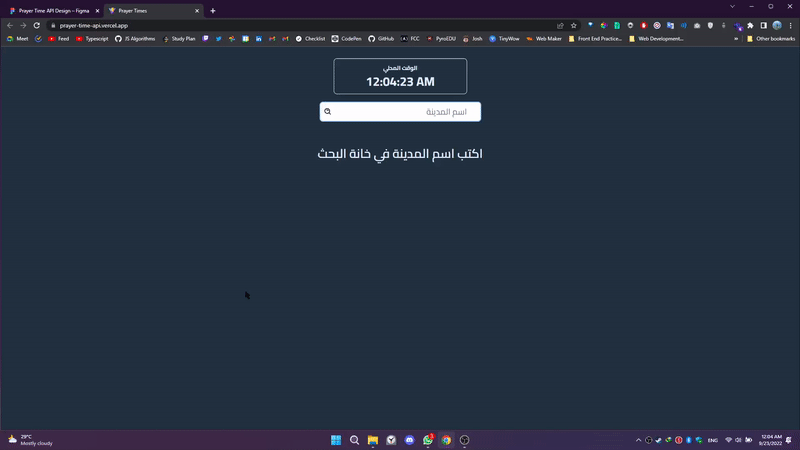 Prayer Time API Design – Figma
Prayer Times
prayer-time-api.vercel.app
Meet
Feed
Typescript
JS Algorithms
Study Plan
Checklist
CodePen
GitHub
FCC
PyroEDU
Josh
TinyWow
Web Maker
Front End Practice...
Web Development...
Other bookmarks
الوقت المحلي
12:04:23 AM
اسم المدينة
اكتب اسم المدينة في خانة البحث
29°C
Mostly cloudy
ENG
12:04 AM
9/23/2022